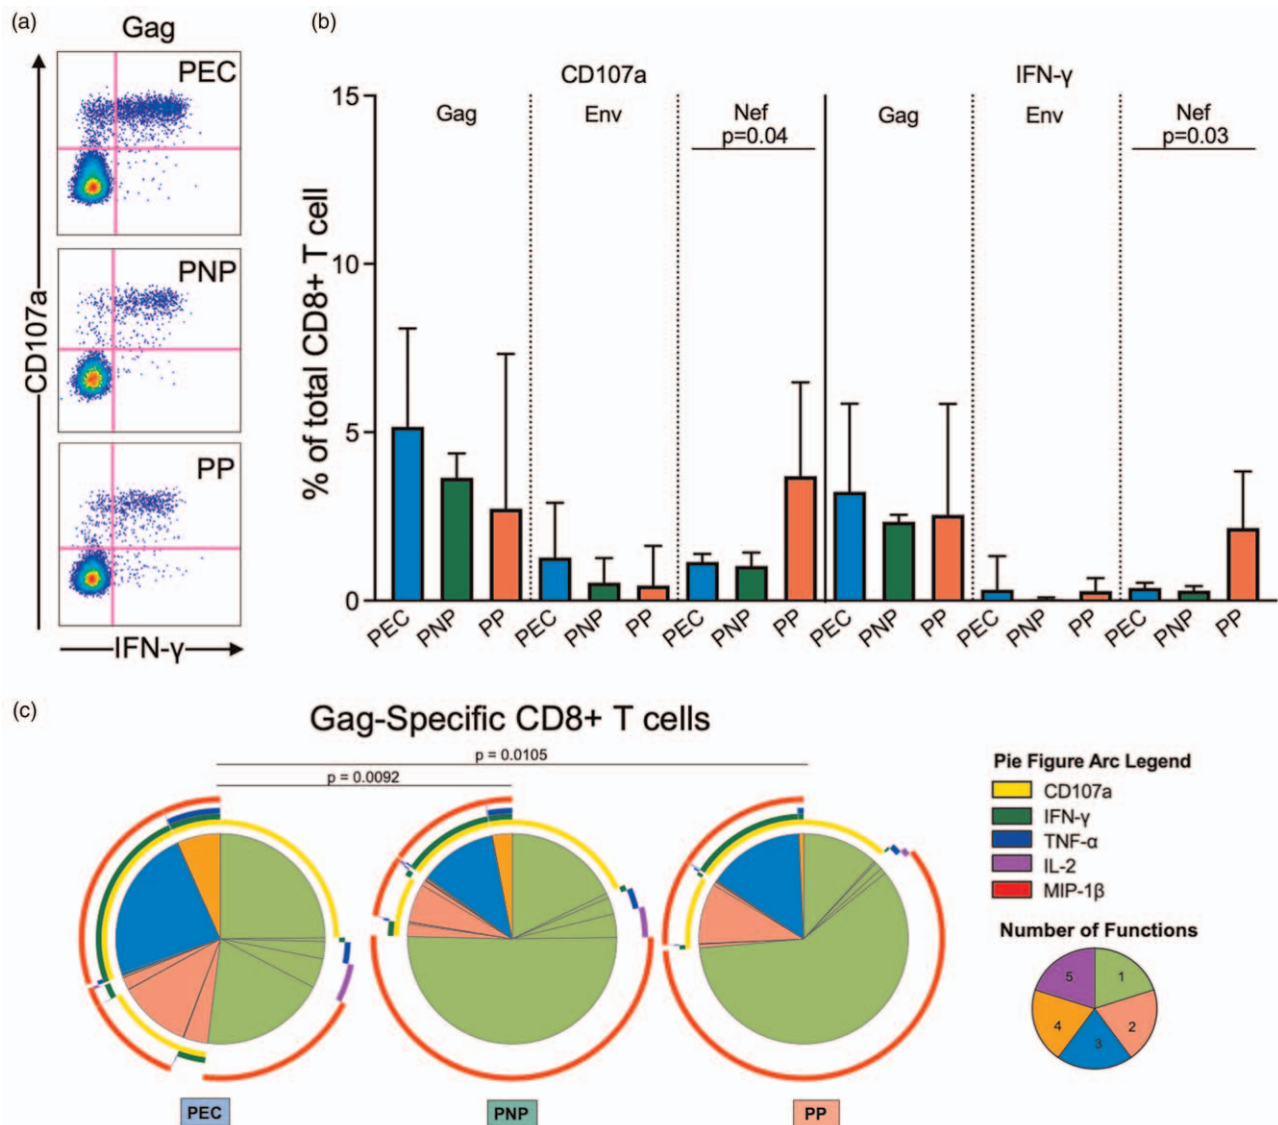 (a)
Gag
PEC
PNP
PP
CD107a
IFN-γ
(b)
% of total CD8+ T cell
15
10
5
0
CD107a
IFN-γ
Gag
Env
Nef
p=0.04
Gag
Env
Nef
p=0.03
PEC PNP PP PEC PNP PP PEC PNP PP PEC PNP PP PEC PNP PP PEC PNP PP
(c)
Gag-Specific CD8+ T cells
p = 0.0105
p = 0.0092
PEC
PNP
PP
Pie Figure Arc Legend
CD107a
IFN-γ
TNF-α
IL-2
MIP-1β
Number of Functions
5 1
4 2
3